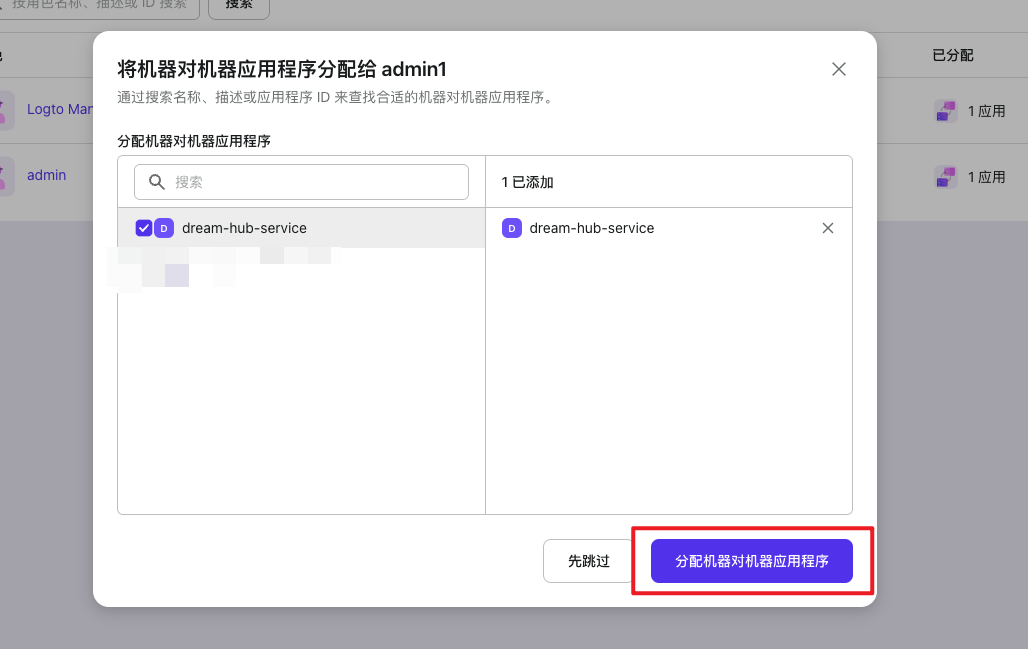 按角色名称、描述或 ID 搜索
搜索
将机器对机器应用程序分配给 admin1
通过搜索名称、描述或应用程序 ID 来查找合适的机器对机器应用程序。
已分配
Logto Man
1 应用
分配机器对机器应用程序
搜索
1 已添加
admin
1 应用
D dream-hub-service
D dream-hub-service
先跳过
分配机器对机器应用程序